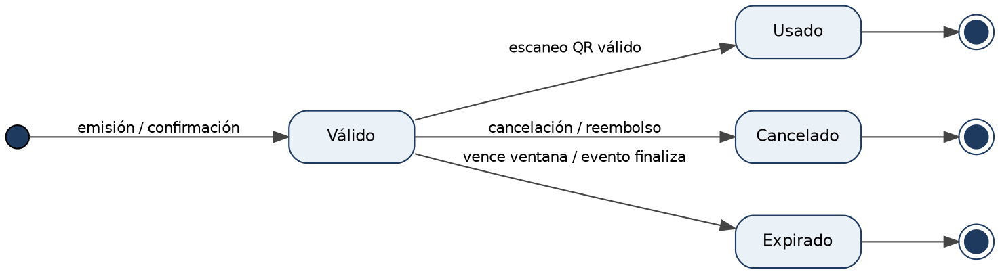 Usado
escaneo QR válido
emisión / confirmación
Válido
cancelación / reembolso
Cancelado
vence ventana / evento finaliza
Expirado